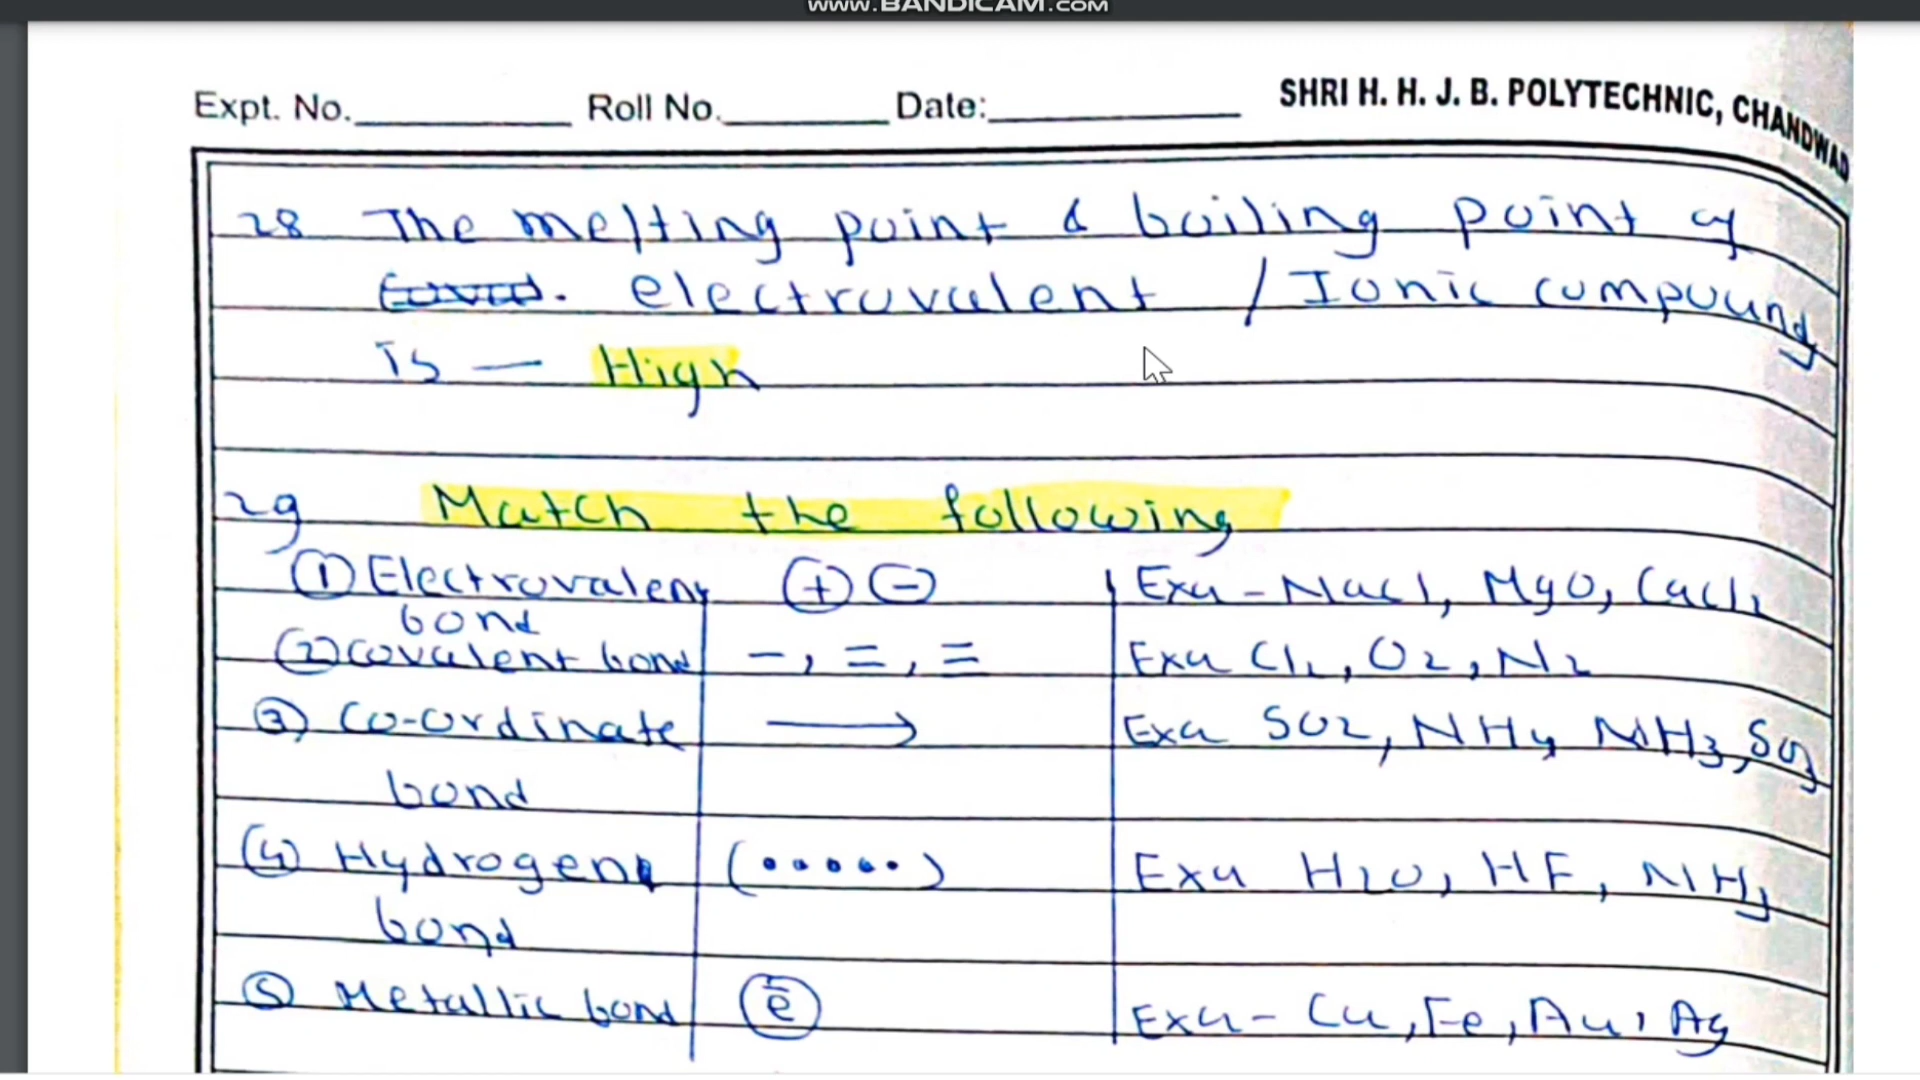 WWW.BANDICAM.COM
Expt. No. Roll No. Date: SHRI H. H. J. B. POLYTECHNIC, CHANDWAD
28 The melting point & boiling point of
electrovalent / Ionic compound
is — High
29 Match the following
① Electrovalent bond ⊕ ⊖ Exa - NaCl, MgO, CaCl2
② covalent bond –, =, = Exa Cl2, O2, N2
③ Co-ordinate → Exa SO2, NH4 NH3, SO3
bond
④ Hydrogen (•••••) Exa H2O, HF, NH3
bond
⑤ Metallic bond ē Exa - Cu, Fe, Au, Ag